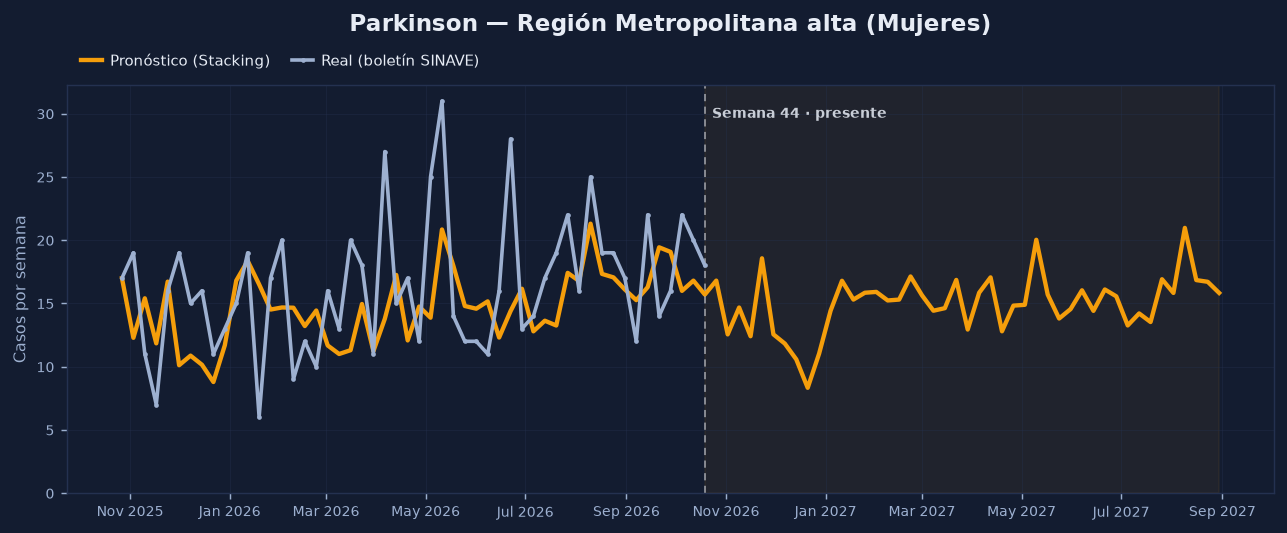 Parkinson — Región Metropolitana alta (Mujeres)
Pronóstico (Stacking)
Real (boletín SINAVE)
Semana 44 · presente
Casos por semana
30
25
20
15
10
5
0
Nov 2025
Jan 2026
Mar 2026
May 2026
Jul 2026
Sep 2026
Nov 2026
Jan 2027
Mar 2027
May 2027
Jul 2027
Sep 2027